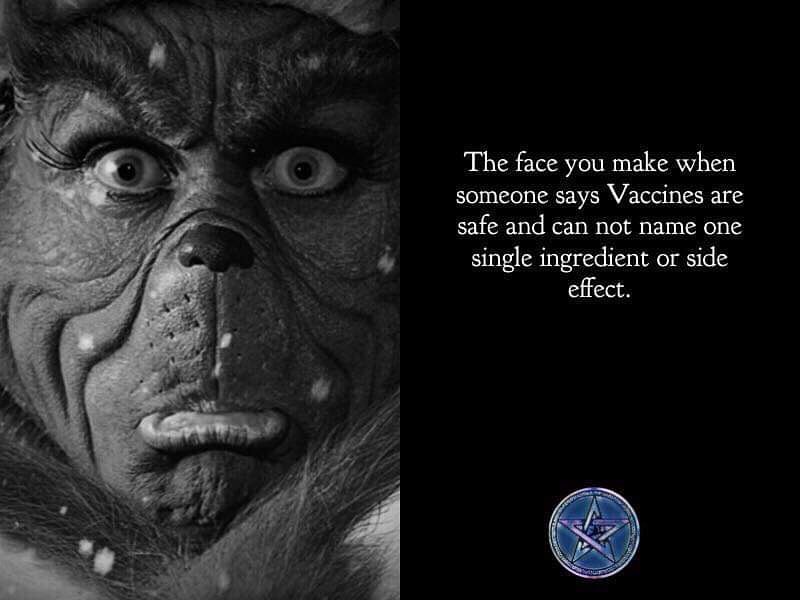 The face you make when
someone says Vaccines are
safe and can not name one
single ingredient or side
effect.